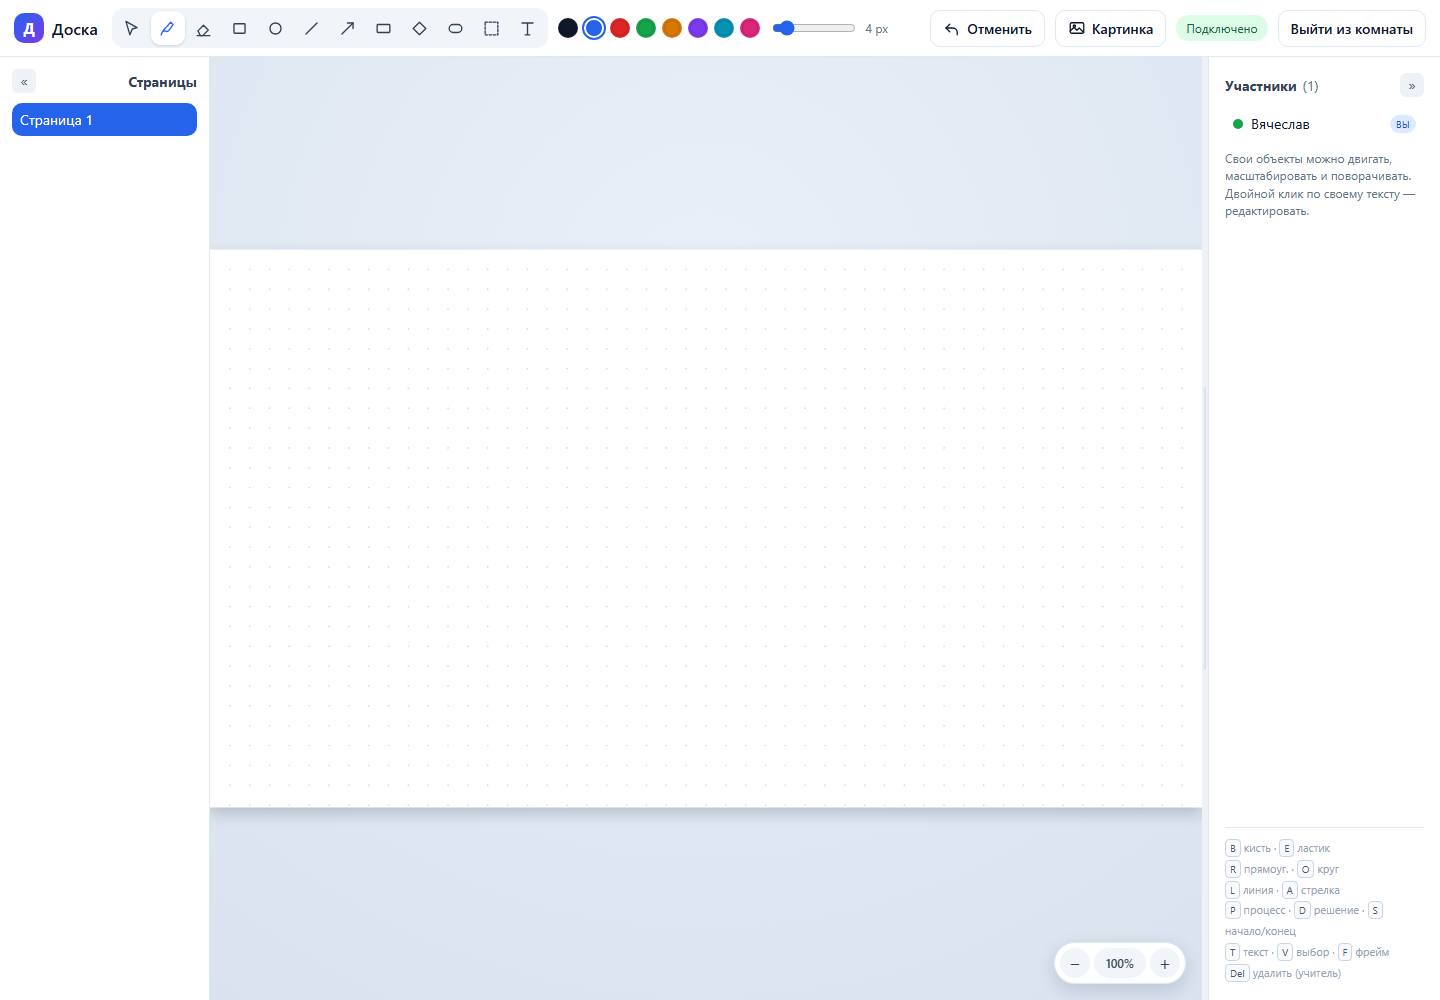 Д Доска
4 px
Отменить
Картинка
Подключено
Выйти из комнаты
« Страницы
Страница 1
Участники (1) »
Вячеслав ВЫ
Свои объекты можно двигать,
масштабировать и поворачивать.
Двойной клик по своему тексту —
редактировать.
B кисть · E ластик
R прямоуг. · O круг
L линия · A стрелка
P процесс · D решение · S
начало/конец
T текст · V выбор · F фрейм
Del удалить (учитель)
− 100% +